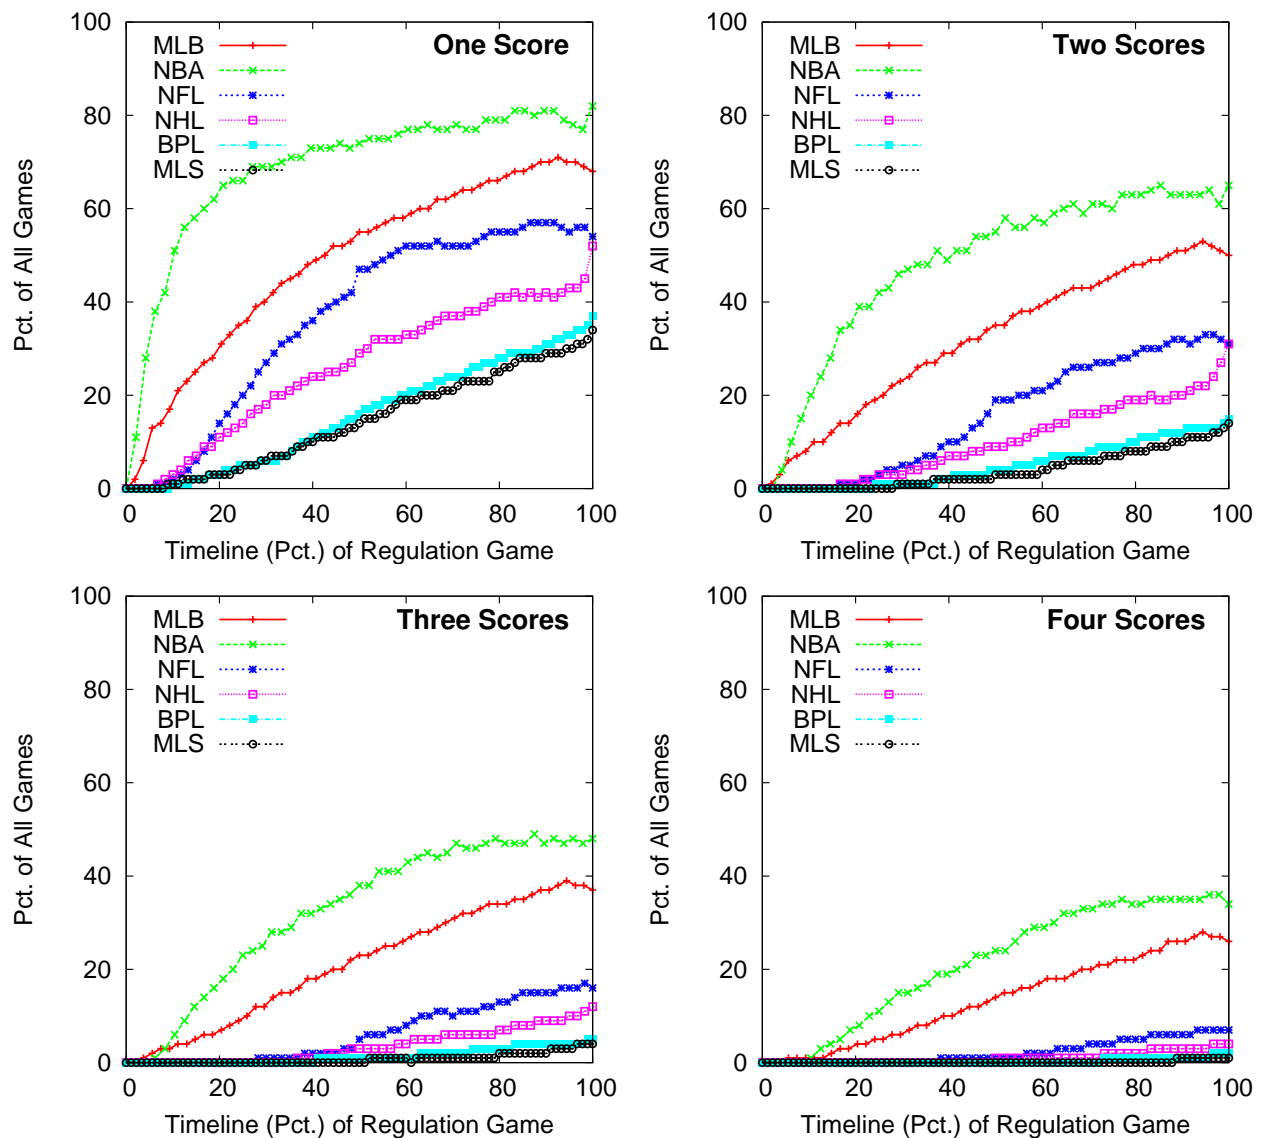 One Score
MLB
NBA
NFL
NHL
BPL
MLS
Pct. of All Games
100
80
60
40
20
0
0 20 40 60 80 100
Timeline (Pct.) of Regulation Game
Two Scores
MLB
NBA
NFL
NHL
BPL
MLS
Pct. of All Games
100
80
60
40
20
0
0 20 40 60 80 100
Timeline (Pct.) of Regulation Game
Three Scores
MLB
NBA
NFL
NHL
BPL
MLS
Pct. of All Games
100
80
60
40
20
0
0 20 40 60 80 100
Timeline (Pct.) of Regulation Game
Four Scores
MLB
NBA
NFL
NHL
BPL
MLS
Pct. of All Games
100
80
60
40
20
0
0 20 40 60 80 100
Timeline (Pct.) of Regulation Game